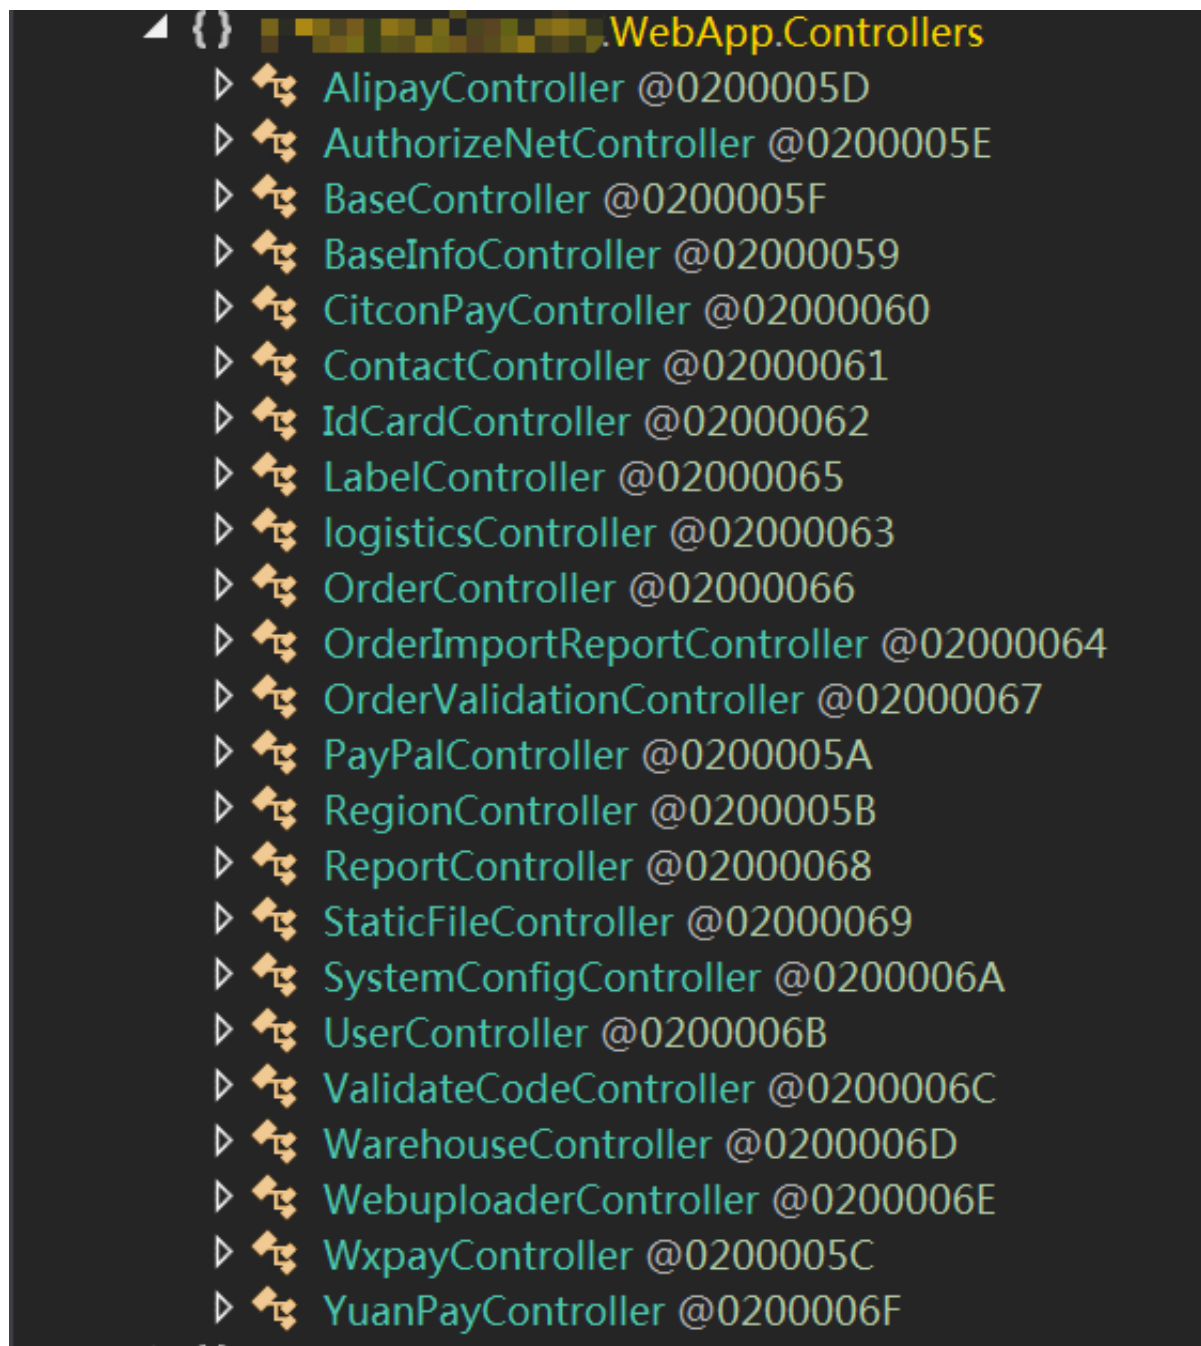 {} .WebApp.Controllers
AlipayController @0200005D
AuthorizeNetController @0200005E
BaseController @0200005F
BaseInfoController @02000059
CitconPayController @02000060
ContactController @02000061
IdCardController @02000062
LabelController @02000065
logisticsController @02000063
OrderController @02000066
OrderImportReportController @02000064
OrderValidationController @02000067
PayPalController @0200005A
RegionController @0200005B
ReportController @02000068
StaticFileController @02000069
SystemConfigController @0200006A
UserController @0200006B
ValidateCodeController @0200006C
WarehouseController @0200006D
WebuploaderController @0200006E
WxpayController @0200005C
YuanPayController @0200006F